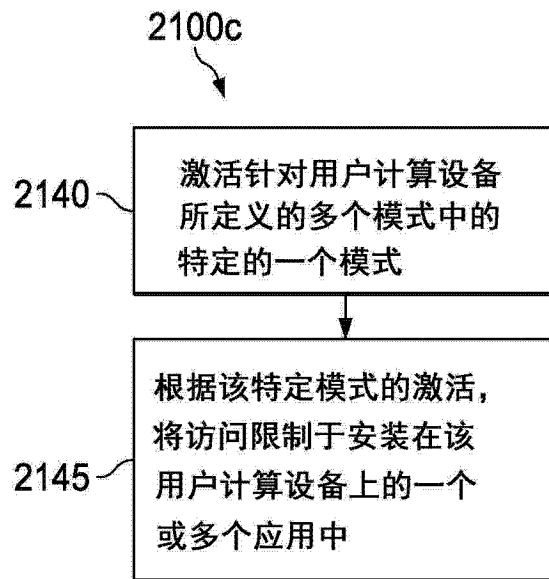 2100c
2140
激活针对用户计算设备
所定义的多个模式中的
特定的一个模式
2145
根据该特定模式的激活，
将访问限制于安装在该
用户计算设备上的一个
或多个应用中